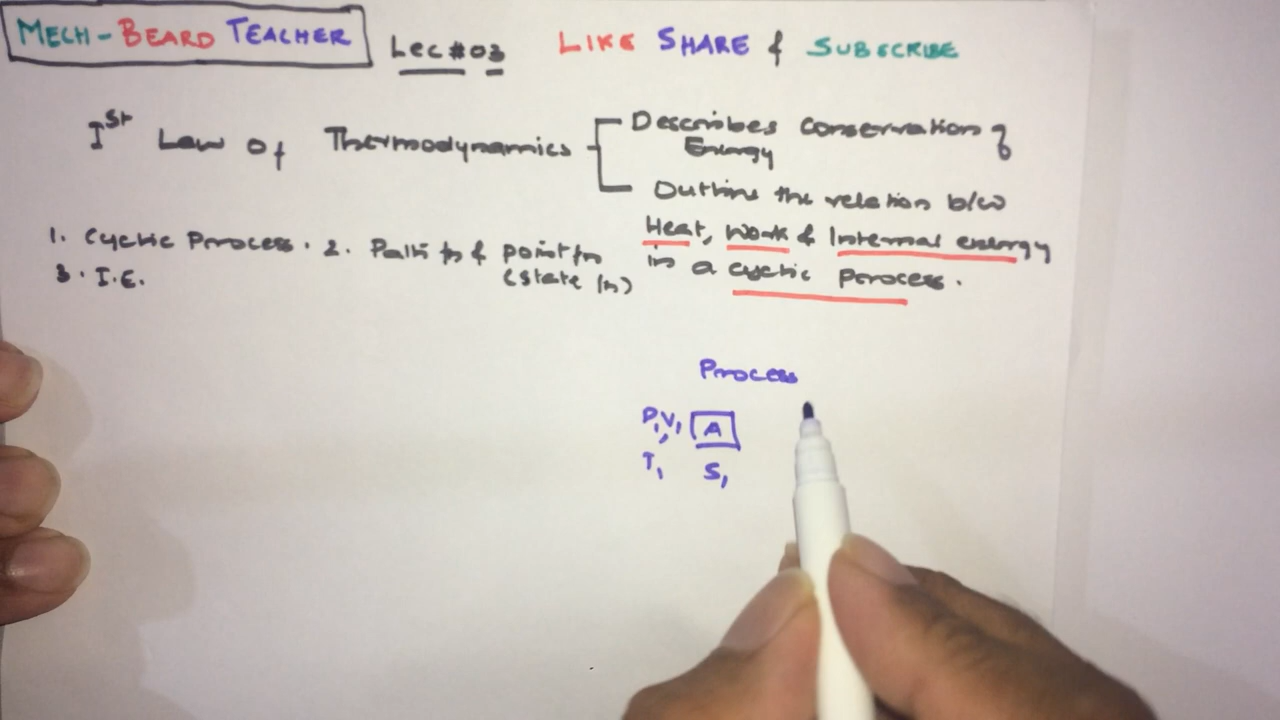 MECH-BEARD TEACHER Lec#03 LIKE SHARE & SUBSCRIBE
Ist Law Of Thermodynamics
Describes Conservation of
Energy
Outline the relation b/w
Heat, Work & Internal energy
in a cyclic Process.
1. Cyclic Process. 2. Path fn & point fn
(State fn)
3. I.E.
Process
P1, V1 A
T1 S1